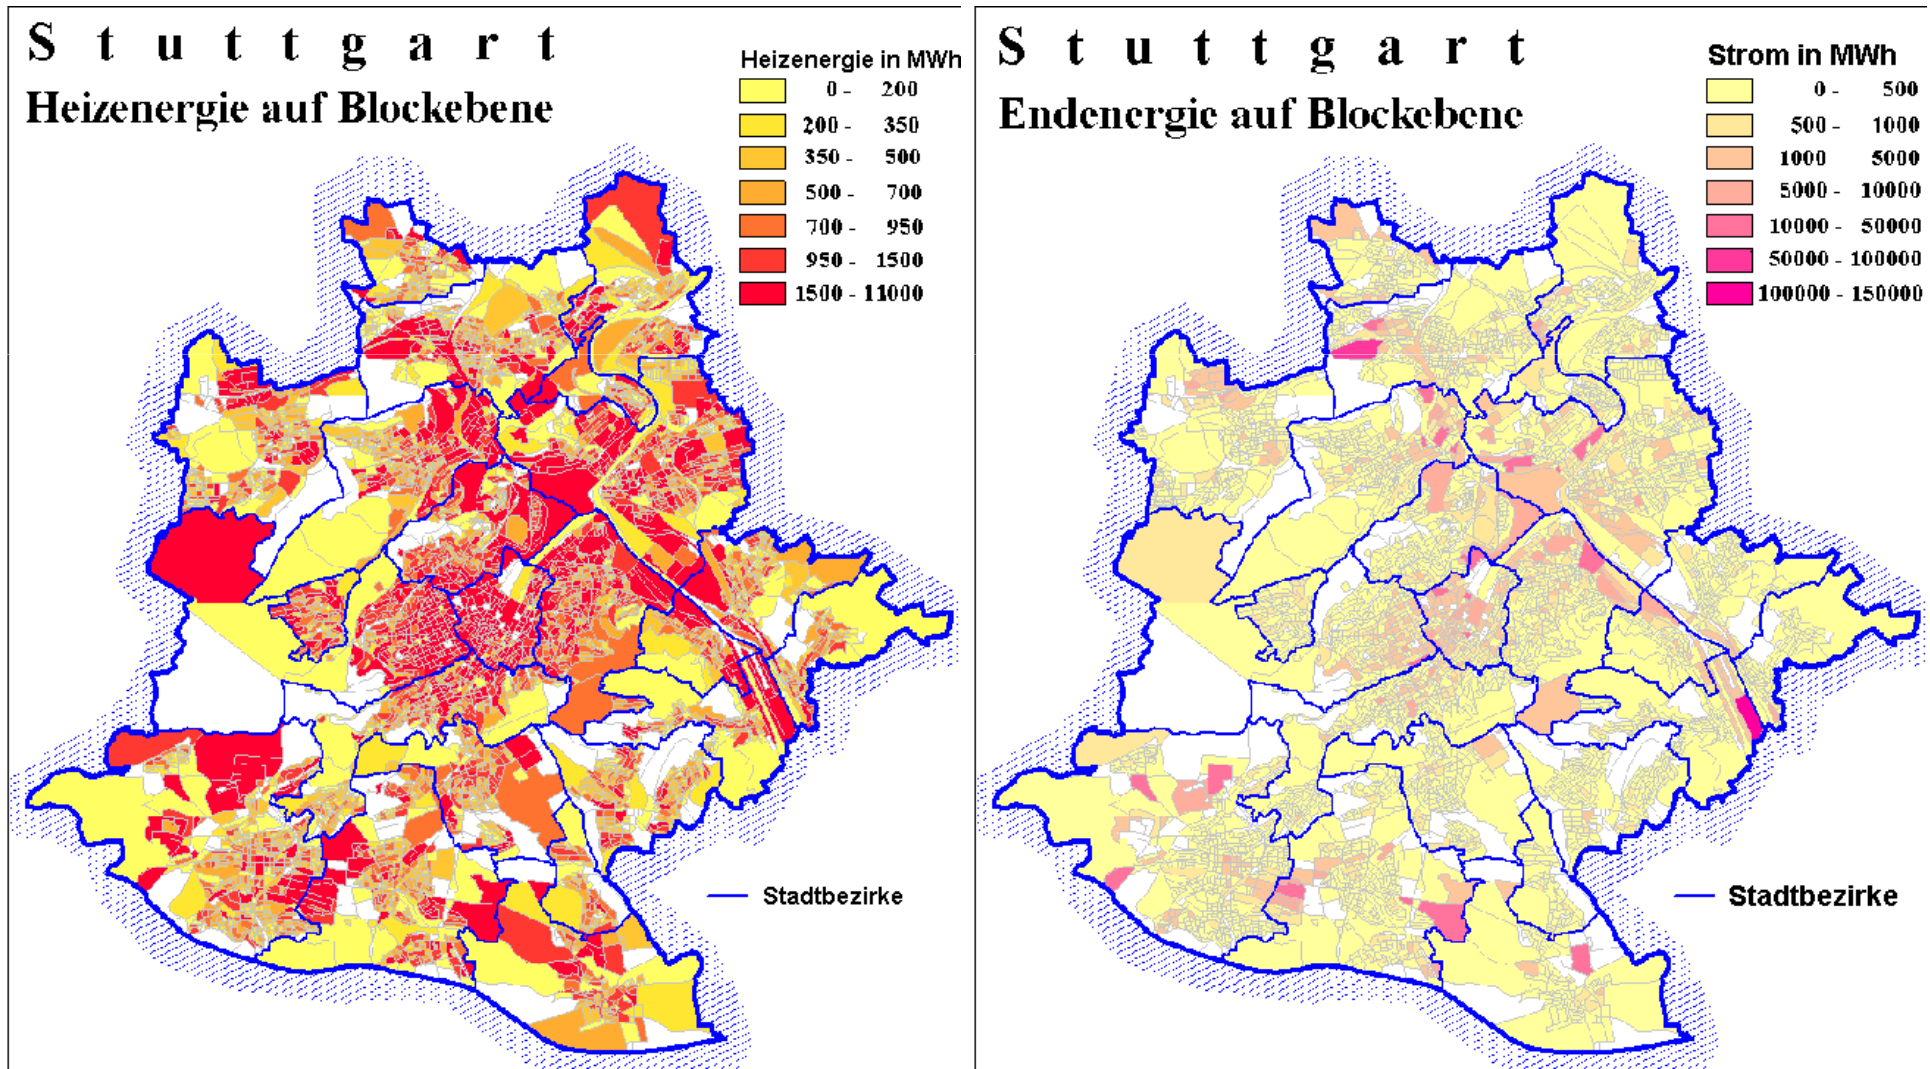 S t u t t g a r t
Heizenergie auf Blockebene
Heizenergie in MWh
0 - 200
200 - 350
350 - 500
500 - 700
700 - 950
950 - 1500
1500 - 11000
Stadtbezirke
S t u t t g a r t
Endenergie auf Blockebene
Strom in MWh
0 - 500
500 - 1000
1000 5000
5000 - 10000
10000 - 50000
50000 - 100000
100000 - 150000
Stadtbezirke